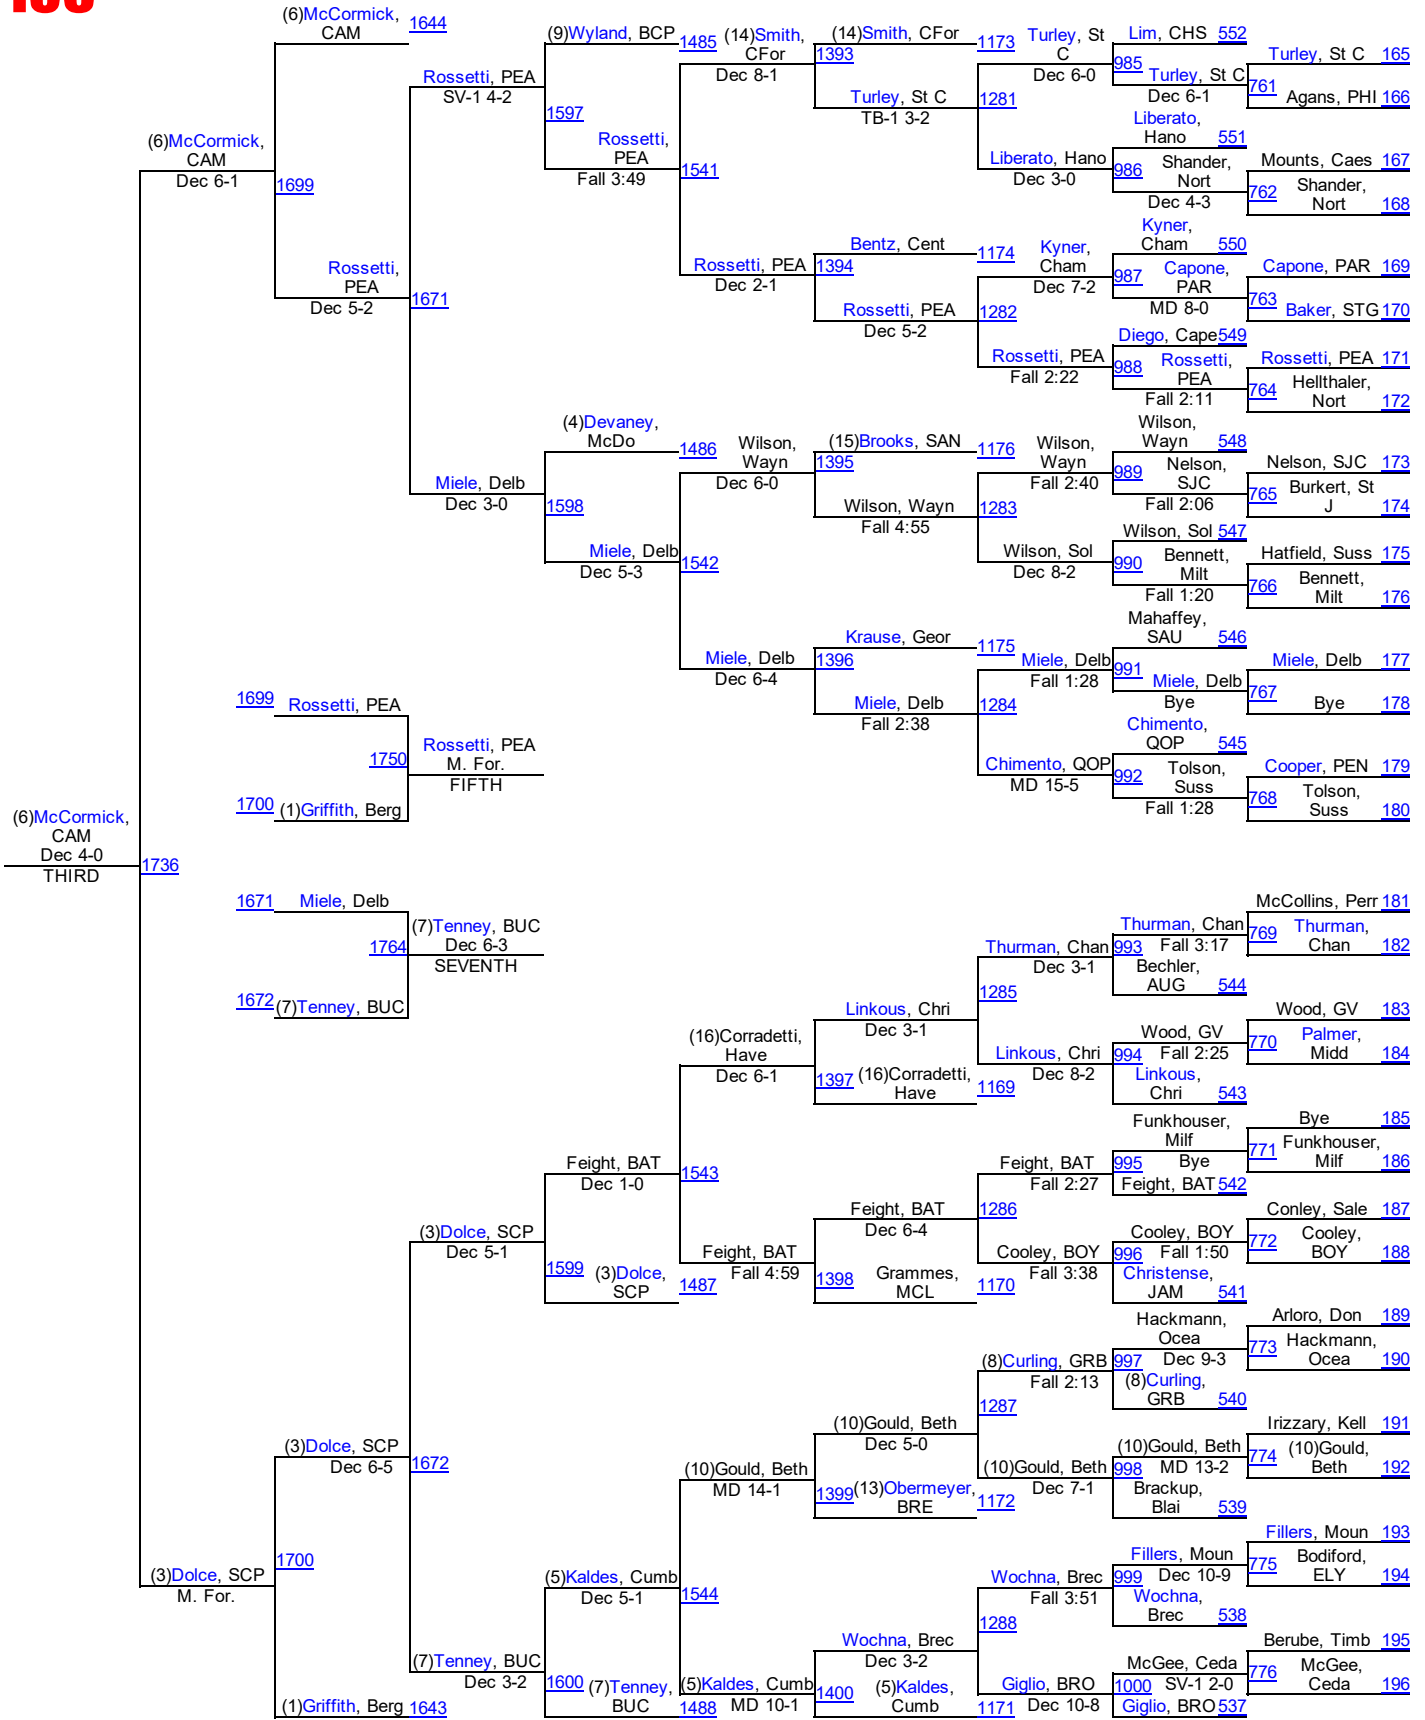 (6)McCormick,
CAM
1644
(9)Wyland, BCP
1485
(14)Smith,
CFor
Dec 8-1
(14)Smith, CFor
1393
1173
Turley, St
C
Dec 6-0
Lim, CHS 552
985
Turley, St C
Dec 6-1
Turley, St C 165
761
Agans, PHI 166
Rossetti, PEA
SV-1 4-2
1597
Turley, St C
TB-1 3-2
1281
Liberato,
Hano 551
Liberato, Hano
Dec 3-0
986
Shander,
Nort
Dec 4-3
Mounts, Caes 167
762
Shander,
Nort 168
(6)McCormick,
CAM
Dec 6-1
1699
Rossetti,
PEA
Fall 3:49
1541
Bentz, Cent
1174
1394
Rossetti, PEA
Dec 2-1
Rossetti, PEA
Dec 5-2
Kyner,
Cham
Dec 7-2
1282
Kyner,
Cham 550
987
Capone,
PAR
MD 8-0
Capone, PAR 169
763
Baker, STG 170
Rossetti,
PEA
Dec 5-2
1671
Rossetti, PEA
Fall 2:22
Diego, Cape 549
988
Rossetti,
PEA
Fall 2:11
Rossetti, PEA 171
764
Hellthaler,
Nort 172
(4)Devaney,
McDo
1486
Wilson,
Wayn
Dec 6-0
(15)Brooks, SAN
1176
1395
Wilson,
Wayn
Fall 2:40
Wilson,
Wayn 548
989
Nelson,
SJC
Fall 2:06
Nelson, SJC 173
765
Burkert, St
J 174
Miele, Delb
Dec 3-0
1598
Wilson, Wayn
Fall 4:55
1283
Wilson, Sol
Dec 8-2
Wilson, Sol 547
990
Bennett,
Milt
Fall 1:20
Hatfield, Suss 175
766
Bennett,
Milt 176
Miele, Delb
Dec 5-3
1542
Krause, Geor
1175
1396
Miele, Delb
Dec 6-4
Miele, Delb
Fall 2:38
Miele, Delb
Fall 1:28
1284
Mahaffey,
SAU 546
991
Miele, Delb
Bye
Miele, Delb 177
767
Bye 178
Chimento, QOP
MD 15-5
Chimento,
QOP 545
992
Tolson,
Suss
Fall 1:28
Cooper, PEN 179
768
Tolson,
Suss 180
1699 Rossetti, PEA
1750
Rossetti, PEA
M. For.
FIFTH
1700 (1)Griffith, Berg
(6)McCormick,
CAM
Dec 4-0
THIRD
1736
1671 Miele, Delb
1764
(7)Tenney, BUC
Dec 6-3
SEVENTH
1672 (7)Tenney, BUC
McCollins, Perr 181
769
Thurman,
Chan 182
Thurman, Chan
993 Fall 3:17
Bechler,
AUG 544
Thurman, Chan
Dec 3-1
1285
Linkous, Chri
Dec 3-1
Wood, GV 183
770
Palmer,
Midd 184
Wood, GV
994 Fall 2:25
Linkous,
Chri 543
Linkous, Chri
Dec 8-2
(16)Corradetti,
Have
Dec 6-1
1397
(16)Corradetti,
Have
1169
Bye 185
771
Funkhouser,
Milf 186
Funkhouser,
Milf
995 Bye
Feight, BAT 542
Feight, BAT
Fall 2:27
1286
Feight, BAT
Dec 1-0
1543
Feight, BAT
Dec 6-4
Conley, Sale 187
772
Cooley,
BOY 188
Cooley, BOY
996 Fall 1:50
Christense,
JAM 541
Cooley, BOY
Fall 3:38
(3)Dolce, SCP
Dec 5-1
1599
(3)Dolce,
SCP
1487
Feight, BAT
Fall 4:59
1398
Grammes,
MCL
1170
Arloro, Don 189
773
Hackmann,
Ocea 190
Hackmann,
Ocea
997 Dec 9-3
(8)Curling,
GRB 540
(8)Curling, GRB
Fall 2:13
1287
(10)Gould, Beth
Dec 5-0
Irizzary, Kell 191
774
(10)Gould,
Beth 192
(10)Gould, Beth
998 MD 13-2
Brackup,
Blai 539
(10)Gould, Beth
Dec 7-1
(3)Dolce, SCP
Dec 6-5
1672
(10)Gould, Beth
MD 14-1
1399
(13)Obermeyer,
BRE
1172
Fillers, Moun 193
775
Bodiford,
ELY 194
Fillers, Moun
999 Dec 10-9
Wochna,
Brec 538
Wochna, Brec
Fall 3:51
1288
(3)Dolce, SCP
M. For.
1700
(5)Kaldes, Cumb
Dec 5-1
1544
Wochna, Brec
Dec 3-2
Berube, Timb 195
776
McGee,
Ceda 196
McGee, Ceda
1000 SV-1 2-0
Giglio, BRO 537
Giglio, BRO
Dec 10-8
(7)Tenney, BUC
Dec 3-2
1600
(7)Tenney,
BUC
1488
(5)Kaldes, Cumb
MD 10-1
1400
(5)Kaldes,
Cumb
1171
(1)Griffith, Berg 1643